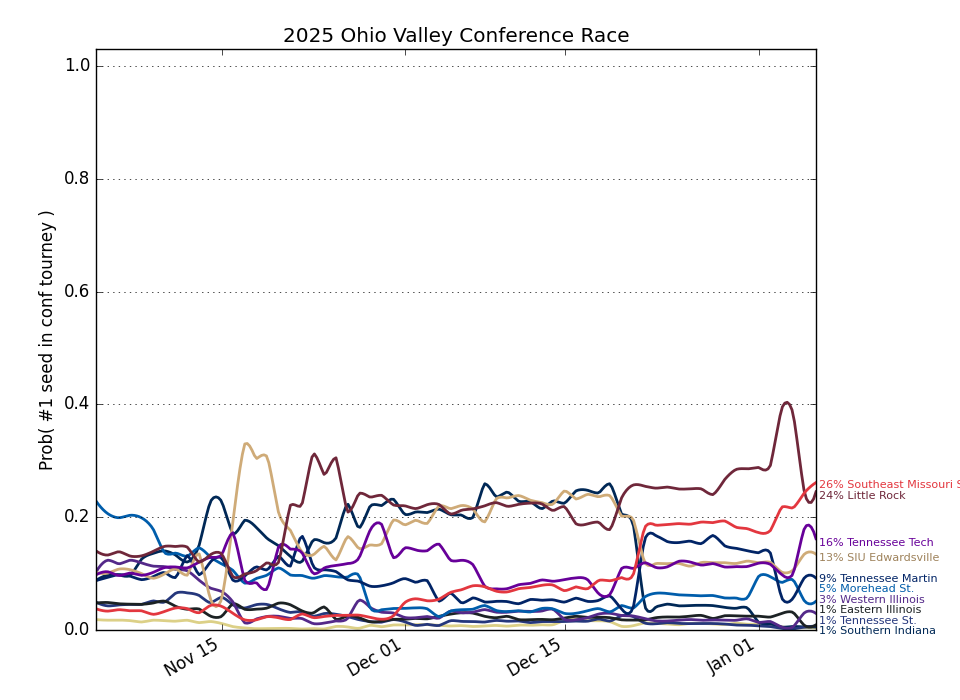 2025 Ohio Valley Conference Race
1.0
0.8
0.6
0.4
0.2
0.0
Prob( #1 seed in conf tourney )
Nov 15
Dec 01
Dec 15
Jan 01
26% Southeast Missouri S
24% Little Rock
16% Tennessee Tech
13% SIU Edwardsville
9% Tennessee Martin
5% Morehead St.
3% Western Illinois
1% Eastern Illinois
1% Tennessee St.
1% Southern Indiana